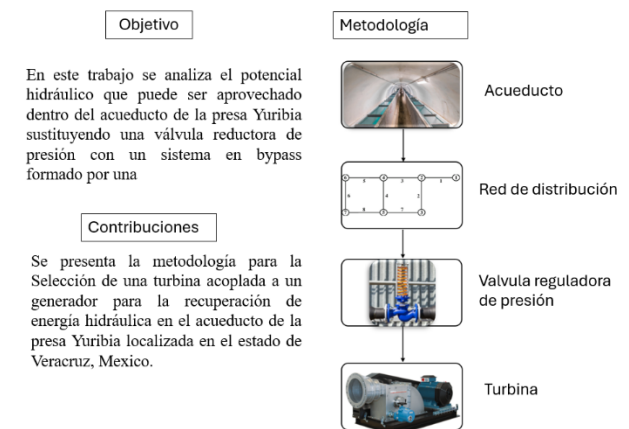 Objetivo
En este trabajo se analiza el potencial
hidráulico que puede ser aprovechado
dentro del acueducto de la presa Yuribia
sustituyendo una válvula reductora de
presión con un sistema en bypass
formado por una
Contribuciones
Se presenta la metodología para la
Selección de una turbina acoplada a un
generador para la recuperación de
energía hidráulica en el acueducto de la
presa Yuribia localizada en el estado de
Veracruz, Mexico.
Metodología
Acueducto
Red de distribución
Valvula reguladora
de presión
Turbina